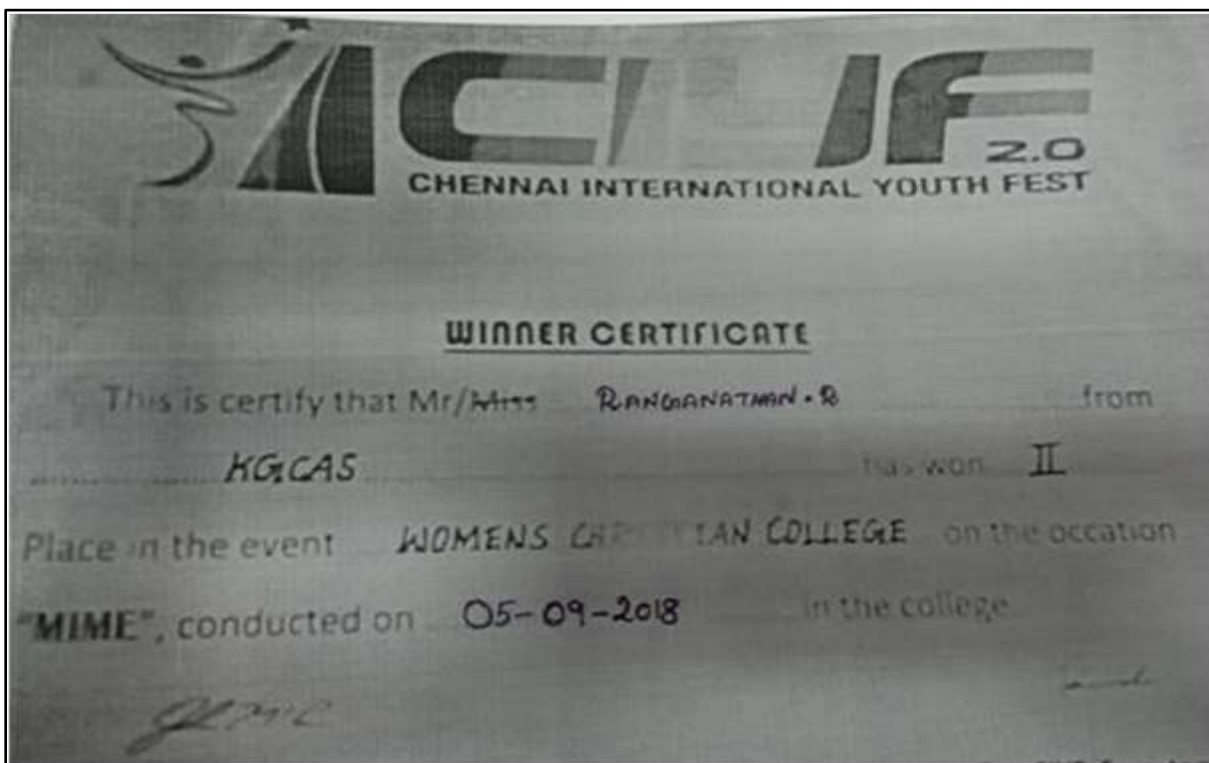 CIYF
2.0
CHENNAI INTERNATIONAL YOUTH FEST
WINNER CERTIFICATE
This is certify that Mr/Miss RANGANATHAN.R from
KGCAS has won II
Place in the event WOMENS CHRISTIAN COLLEGE on the occation
"MIME", conducted on 05-09-2018 in the college